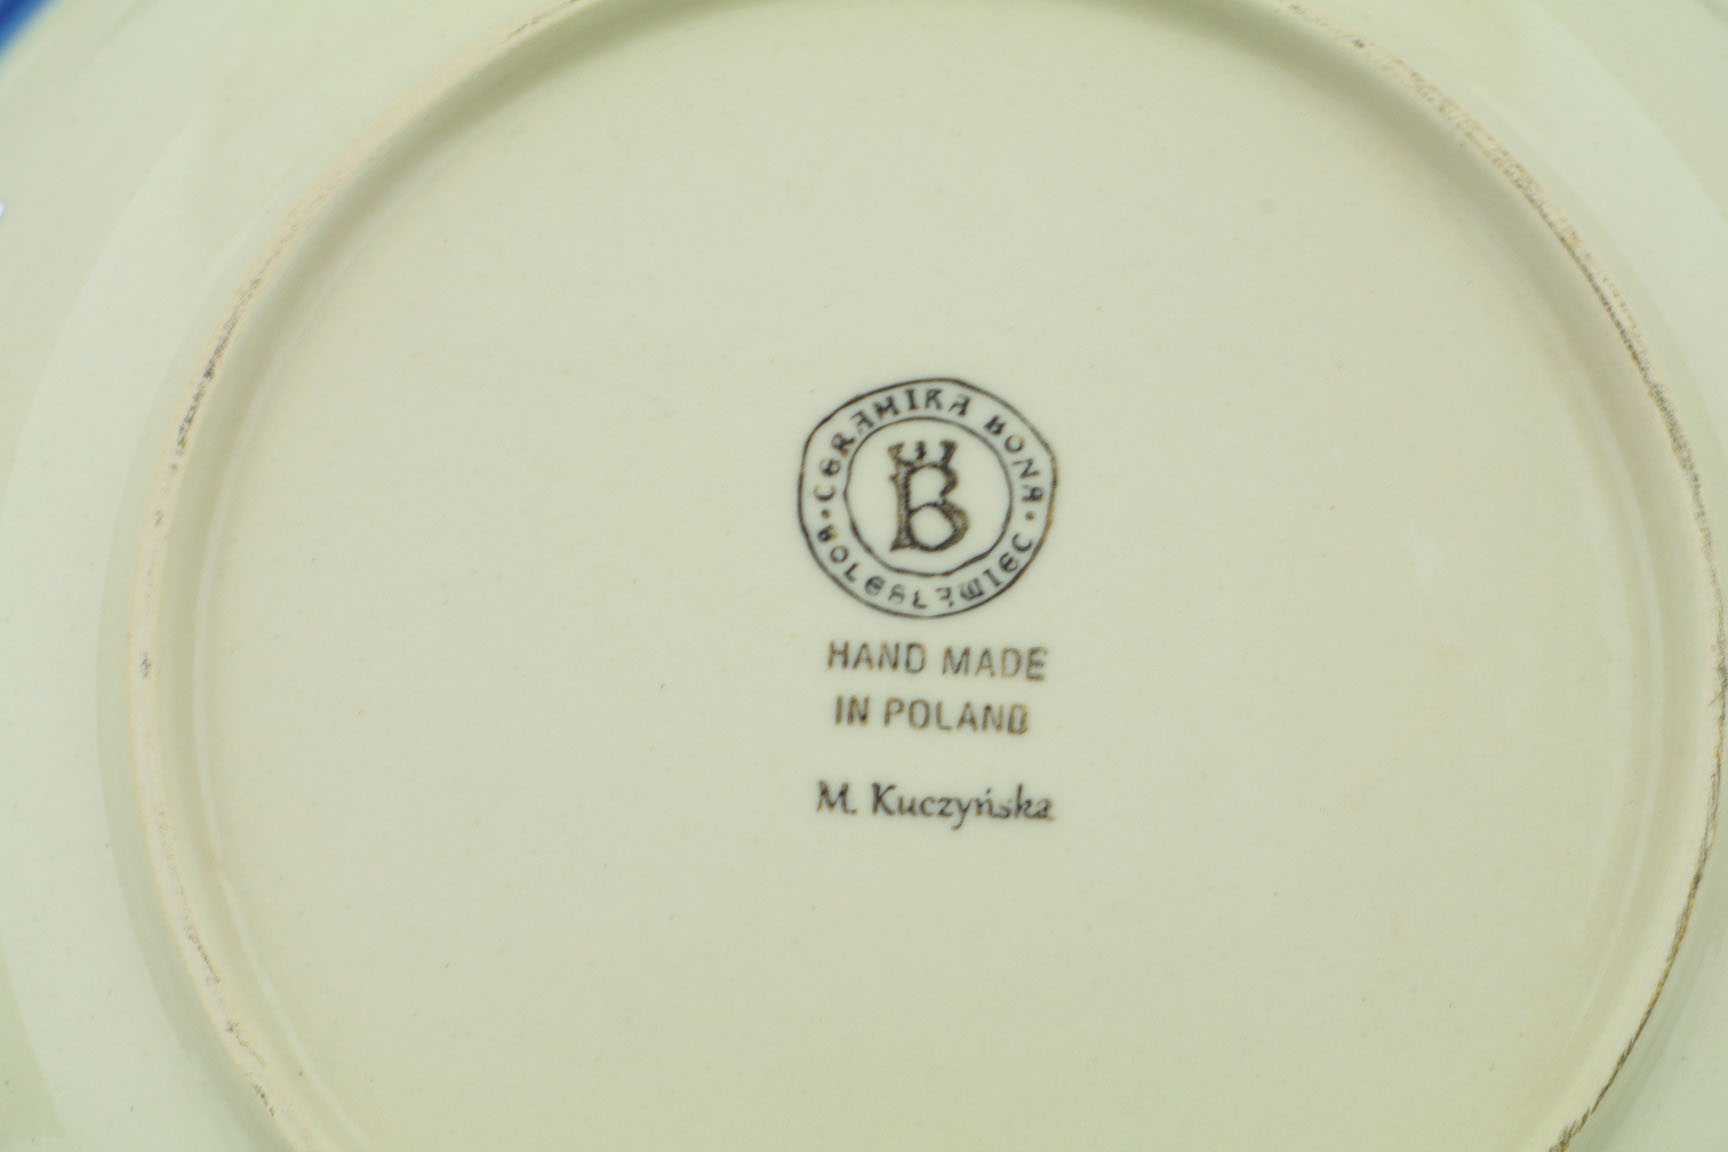 CERAMIKA BONA
B
· BOLESŁAWIEC ·
HAND MADE
IN POLAND
M. Kuczyńska